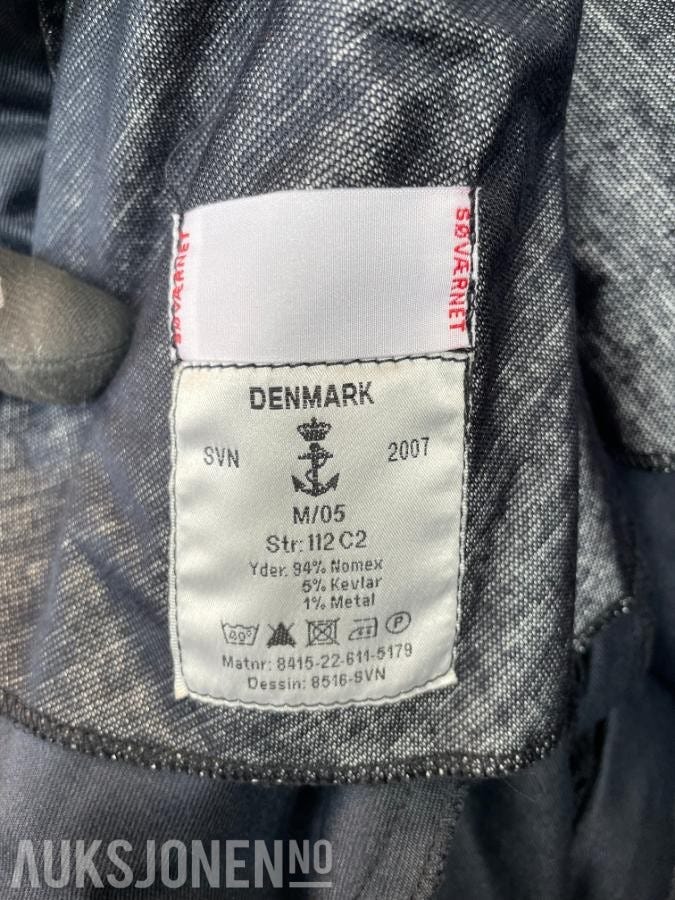 SØVÆRNET
SØVÆRNET
DENMARK
SVN 2007
M/05
Str: 112 C2
Yder. 94% Nomex
5% Kevlar
1% Metal
40°
P
Matnr: 8415-22-611-5179
Dessin: 8516-SVN
AUKSJONEN NO